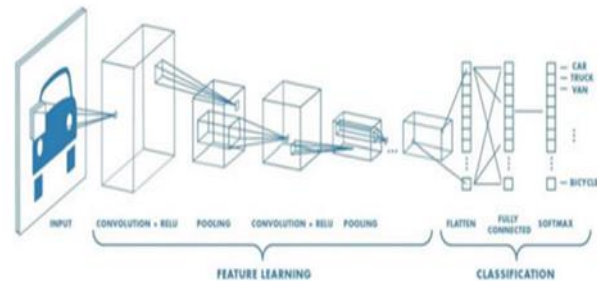 CAR
TRUCK
VAN
BICYCLE
INPUT
CONVOLUTION + RELU
POOLING
CONVOLUTION + RELU
POOLING
FLATTEN
FULLY
CONNECTED
SOFTMAX
FEATURE LEARNING
CLASSIFICATION